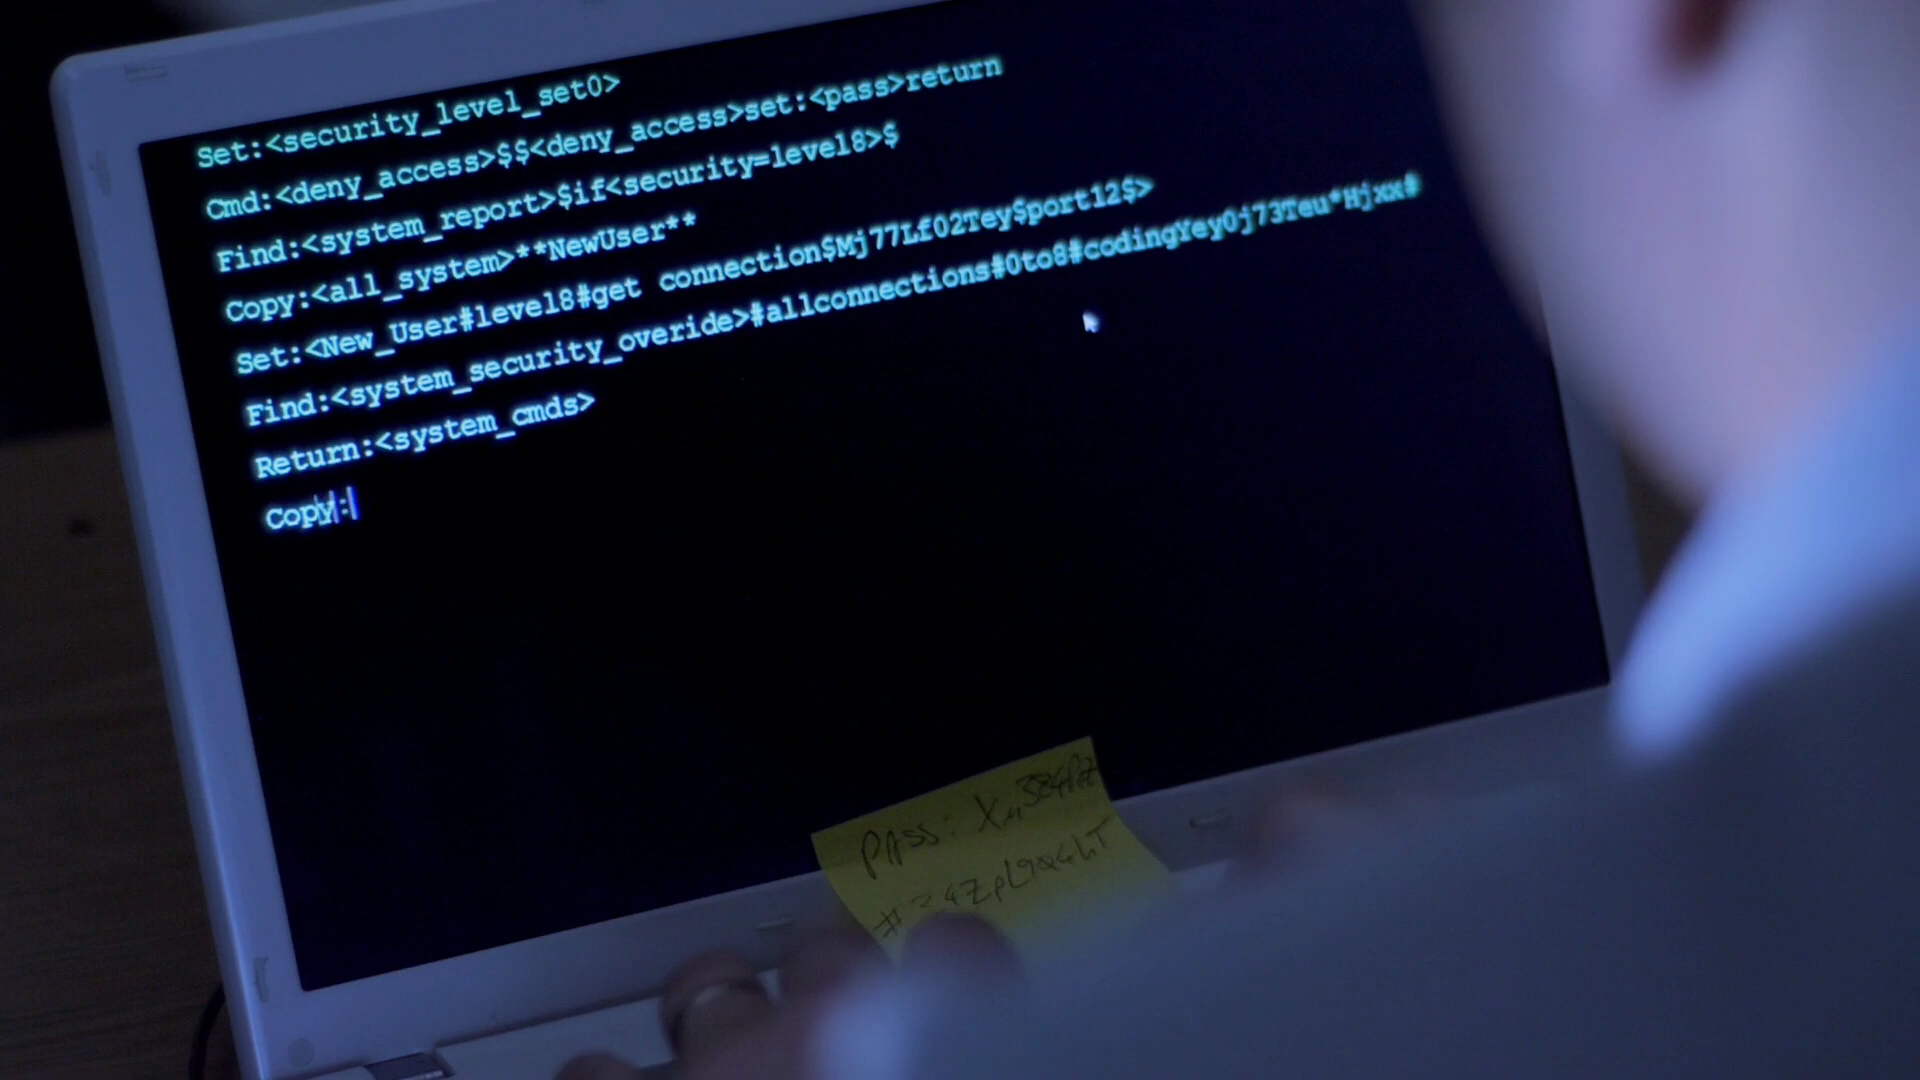 Set:<security_level_set0>
Cmd:<deny_access>$$<deny_access>set:<pass>return
Find:<system_report>$if<security=level8>$
Copy:<all_system>**NewUser**
Set:<New_User#level8#get connection$Mj77Lf02Tey$port12$>
Find:<system_security_overide>#allconnections#0to8#codingYey0j73Teu*Hjxx#
Return:<system_cmds>
Copy:
PASS: